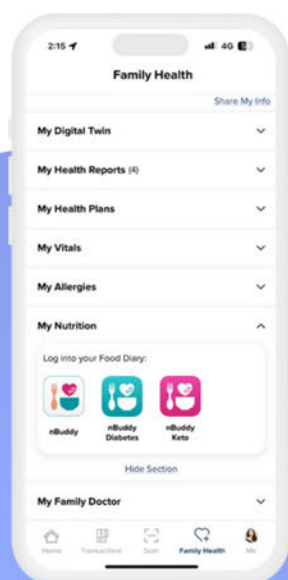 2:15
4G
Family Health
Share My Info
My Digital Twin
My Health Reports (4)
My Health Plans
My Vitals
My Allergies
My Nutrition
Log into your Food Diary:
nBuddy
nBuddy Diabetes
nBuddy Keto
Hide Section
My Family Doctor
Home
Transactions
Scan
Family Health
Me